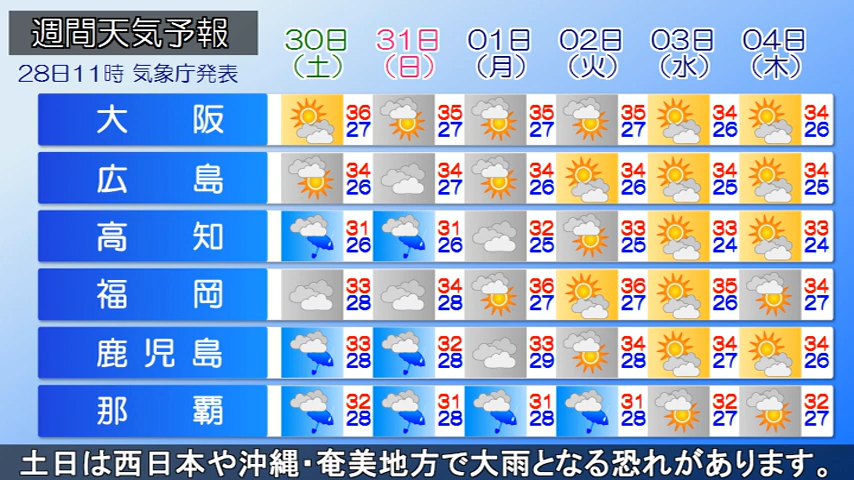 週間天気予報
28日11時 気象庁発表
30日 31日 01日 02日 03日 04日
(土) (日) (月) (火) (水) (木)
大阪 36 35 35 35 34 34
27 27 27 27 26 26
広島 34 34 34 34 34 34
26 27 26 26 25 25
高知 31 31 32 33 33 33
26 26 25 25 24 24
福岡 33 34 36 36 35 34
28 28 27 27 26 27
鹿児島 33 32 33 34 34 34
28 28 29 28 27 26
那覇 32 31 31 31 32 32
28 28 28 28 27 27
土日は西日本や沖縄・奄美地方で大雨となる恐れがあります。